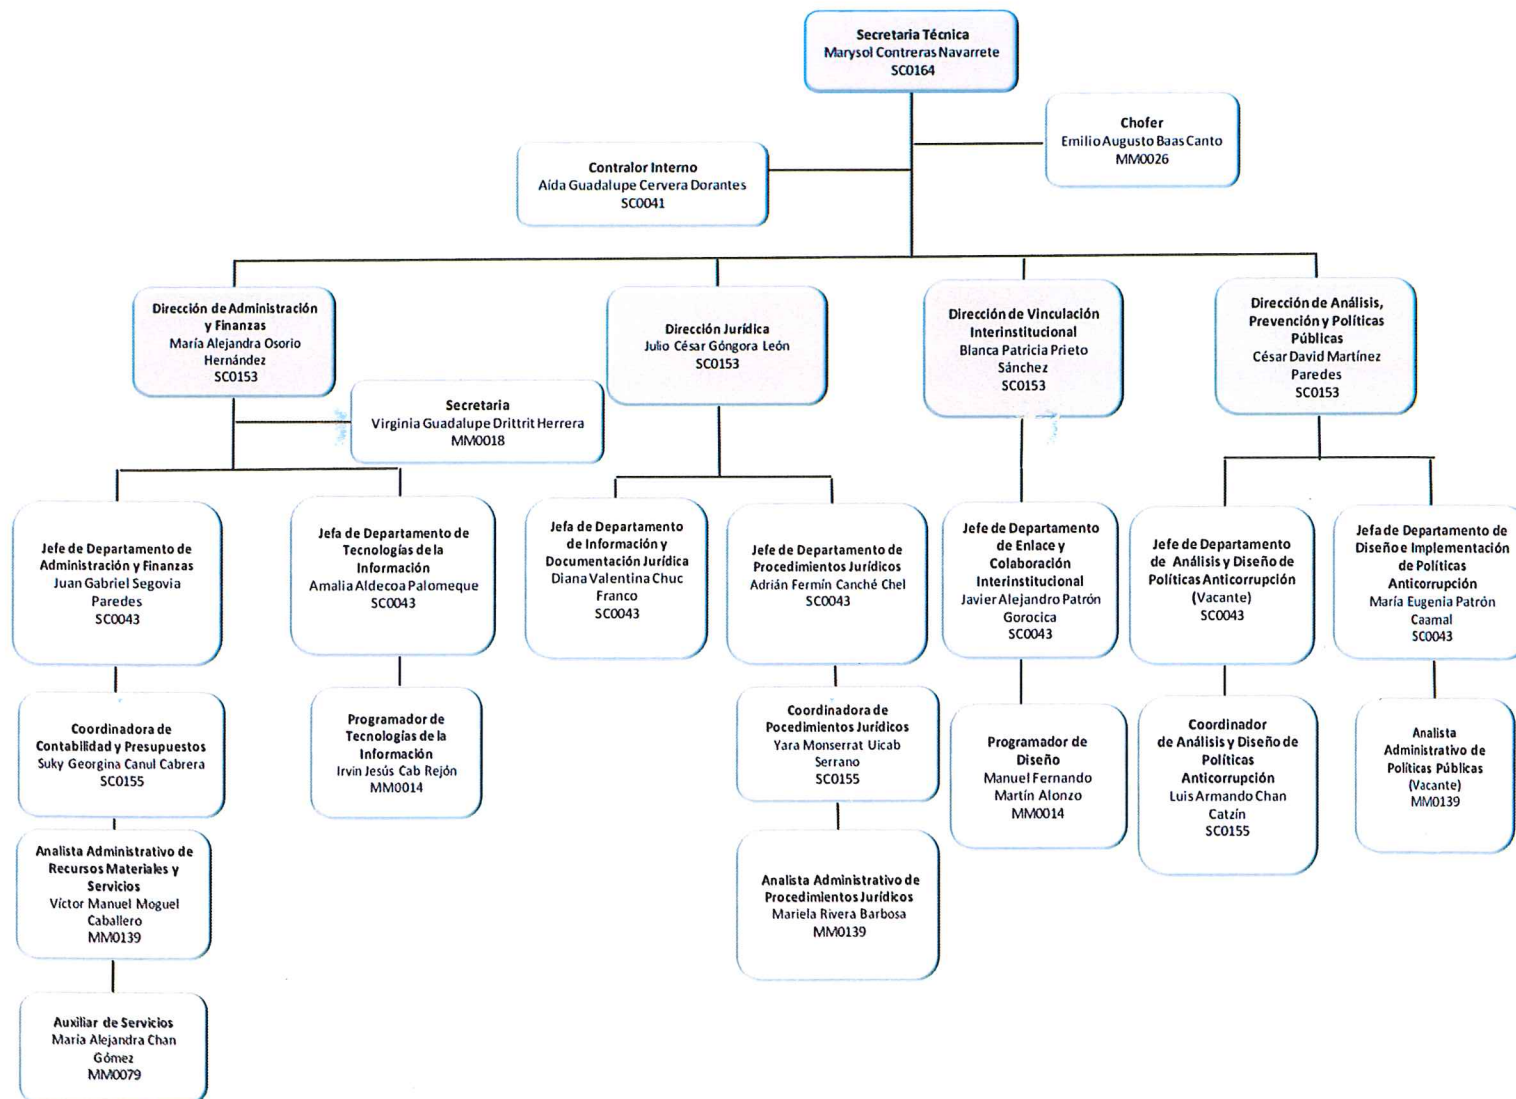 Secretaria Técnica
Marysol Contreras Navarrete
SC0164
Chofer
Emilio Augusto Baas Canto
MM0026
Contralor Interno
Aída Guadalupe Cervera Dorantes
SC0041
Dirección de Administración
y Finanzas
María Alejandra Osorio
Hernández
SC0153
Dirección Jurídica
Julio César Góngora León
SC0153
Dirección de Vinculación
Interinstitucional
Blanca Patricia Prieto
Sánchez
SC0153
Dirección de Análisis,
Prevención y Políticas
Públicas
César David Martínez
Paredes
SC0153
Secretaria
Virginia Guadalupe Drittrit Herrera
MM0018
Jefe de Departamento de
Administración y Finanzas
Juan Gabriel Segovia
Paredes
SC0043
Jefa de Departamento de
Tecnologías de la
Información
Amalia Aldecoa Palomeque
SC0043
Jefa de Departamento
de Información y
Documentación Jurídica
Diana Valentina Chuc
Franco
SC0043
Jefe de Departamento de
Procedimientos Jurídicos
Adrián Fermín Canché Chel
SC0043
Jefe de Departamento
de Enlace y
Colaboración
Interinstitucional
Javier Alejandro Patrón
Gorocica
SC0043
Jefe de Departamento
de Análisis y Diseño de
Políticas Anticorrupción
(Vacante)
SC0043
Jefa de Departamento de
Diseño e Implementación
de Políticas
Anticorrupción
María Eugenia Patrón
Caamal
SC0043
Coordinadora de
Contabilidad y Presupuestos
Suky Georgina Canul Cabrera
SC0155
Programador de
Tecnologías de la
Información
Irvin Jesús Cab Rejón
MM0014
Coordinadora de
Pocedimientos Jurídicos
Yara Monserrat Uicab
Serrano
SC0155
Programador de
Diseño
Manuel Fernando
Martín Alonzo
MM0014
Coordinador
de Análisis y Diseño de
Políticas
Anticorrupción
Luis Armando Chan
Catzín
SC0155
Analista
Administrativo de
Políticas Públicas
(Vacante)
MM0139
Analista Administrativo de
Recursos Materiales y
Servicios
Víctor Manuel Moguel
Caballero
MM0139
Analista Administrativo de
Procedimientos Jurídicos
Mariela Rivera Barbosa
MM0139
Auxiliar de Servicios
María Alejandra Chan
Gómez
MM0079